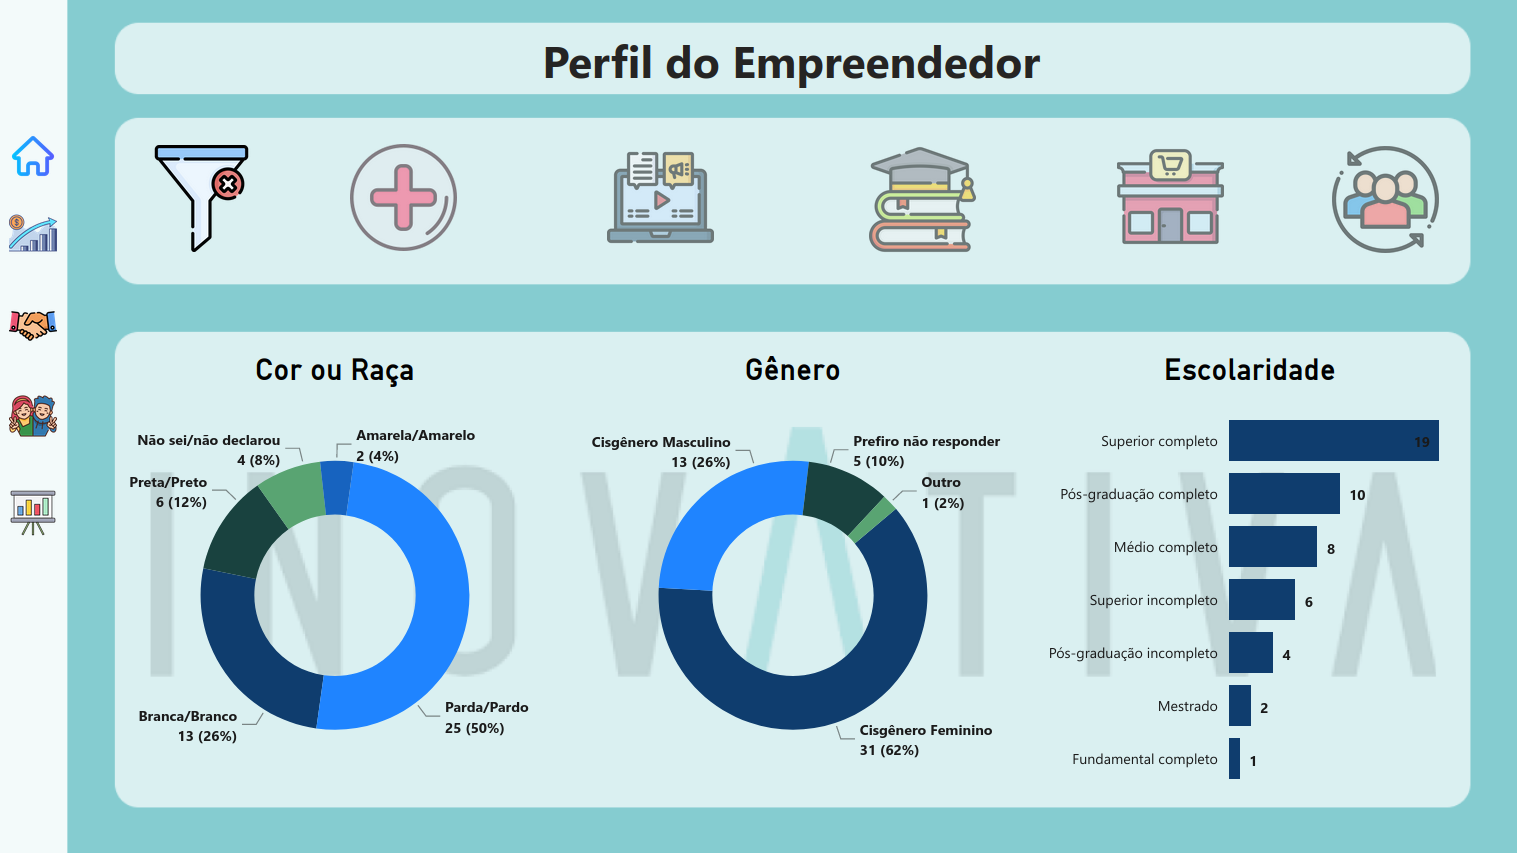 Perfil do Empreendedor
Cor ou Raça
Não sei/não declarou
4 (8%)
Amarela/Amarelo
2 (4%)
Preta/Preto
6 (12%)
Branca/Branco
13 (26%)
Parda/Pardo
25 (50%)
Gênero
Cisgênero Masculino
13 (26%)
Prefiro não responder
5 (10%)
Outro
1 (2%)
Cisgênero Feminino
31 (62%)
Escolaridade
Superior completo 19
Pós-graduação completo 10
Médio completo 8
Superior incompleto 6
Pós-graduação incompleto 4
Mestrado 2
Fundamental completo 1
INOVATIVA